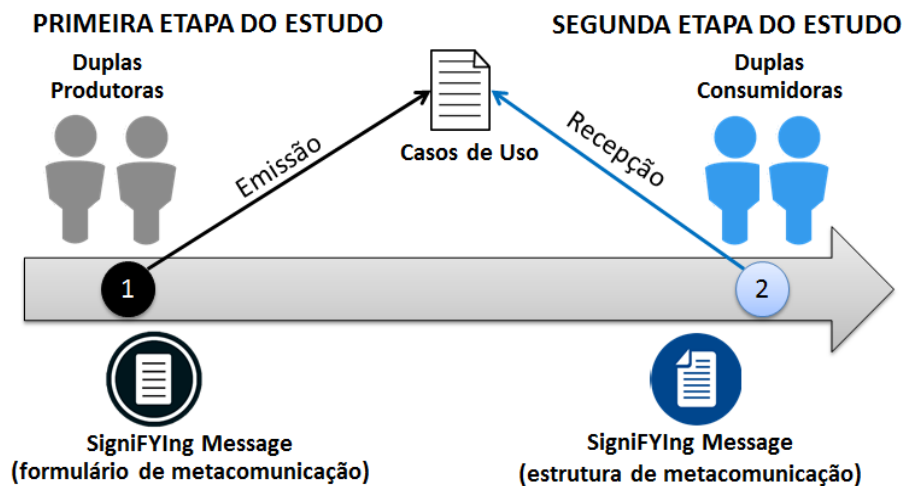 PRIMEIRA ETAPA DO ESTUDO
SEGUNDA ETAPA DO ESTUDO
Duplas
Produtoras
Duplas
Consumidoras
Emissão
Casos de Uso
Recepção
1
2
SigniFYIng Message
(formulário de metacomunicação)
SigniFYIng Message
(estrutura de metacomunicação)